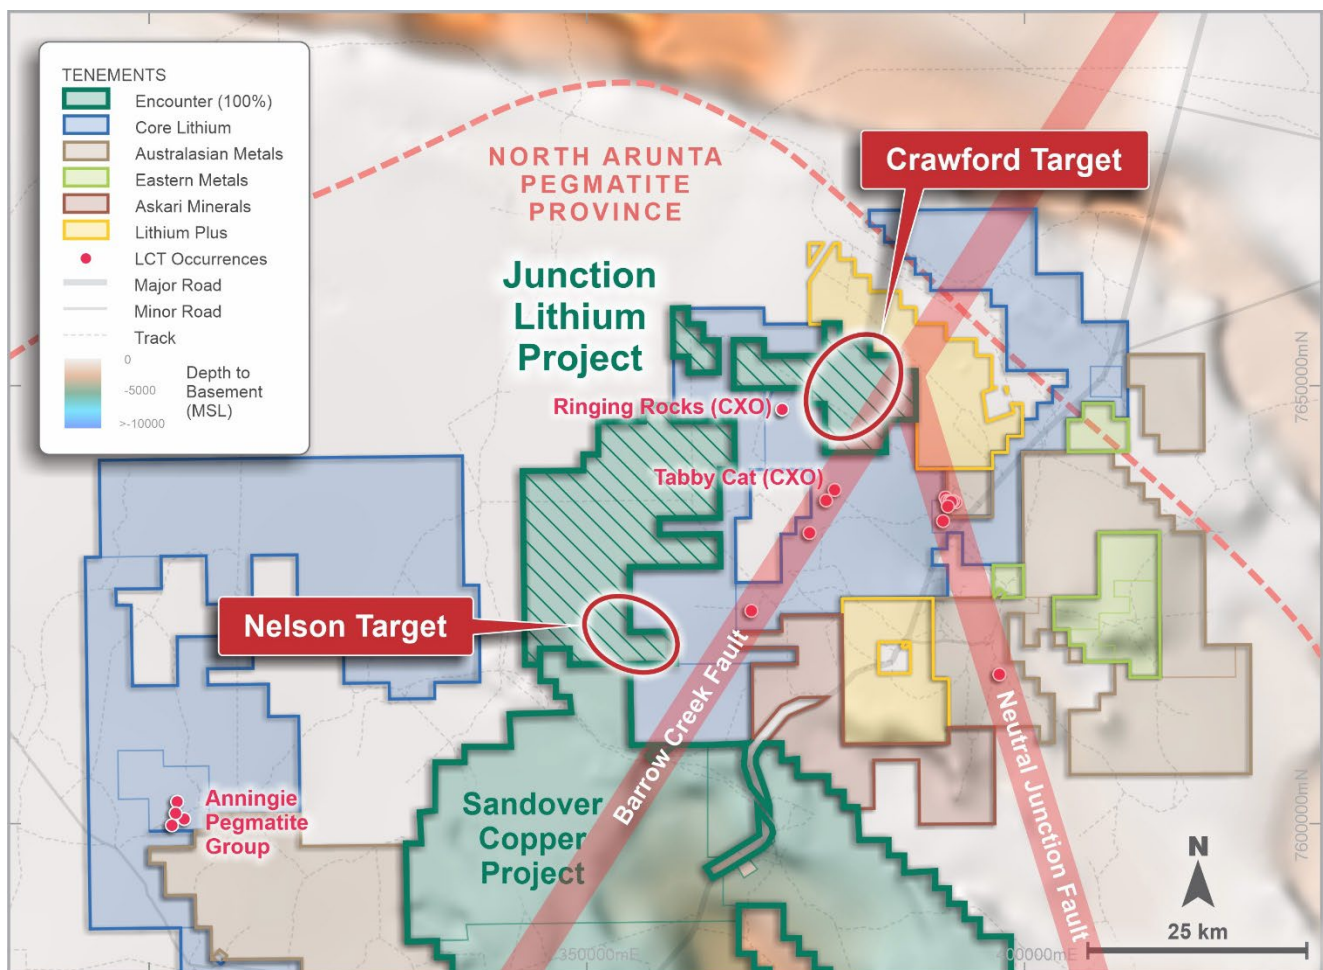 TENEMENTS
Encounter (100%)
Core Lithium
Australasian Metals
Eastern Metals
Askari Minerals
Lithium Plus
LCT Occurrences
Major Road
Minor Road
Track
0
-5000
>-10000
Depth to
Basement
(MSL)
NORTH ARUNTA
PEGMATITE
PROVINCE
Crawford Target
Junction
Lithium
Project
Ringing Rocks (CXO)
Tabby Cat (CXO)
7650000mN
Nelson Target
Barrow Creek Fault
Neutral Junction Fault
Anningie
Pegmatite
Group
Sandover
Copper
Project
7600000mN
N
25 km
350000mE
400000mE